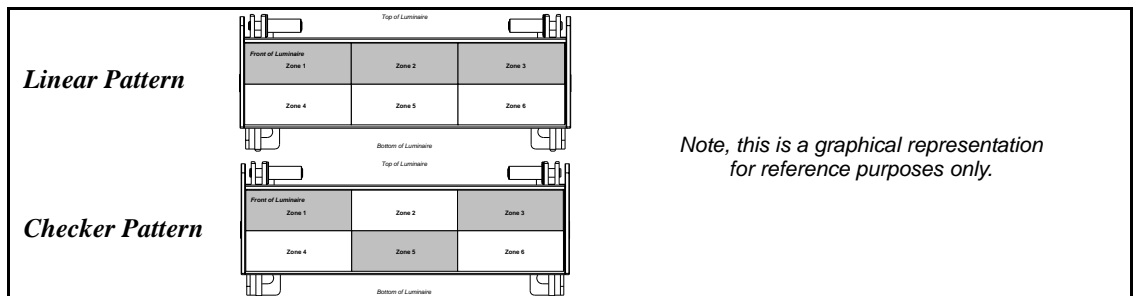 Linear Pattern
Top of Luminaire
Front of Luminaire
Zone 1 Zone 2 Zone 3
Zone 4 Zone 5 Zone 6
Bottom of Luminaire
Checker Pattern
Top of Luminaire
Front of Luminaire
Zone 1 Zone 2 Zone 3
Zone 4 Zone 5 Zone 6
Bottom of Luminaire
Note, this is a graphical representation
for reference purposes only.